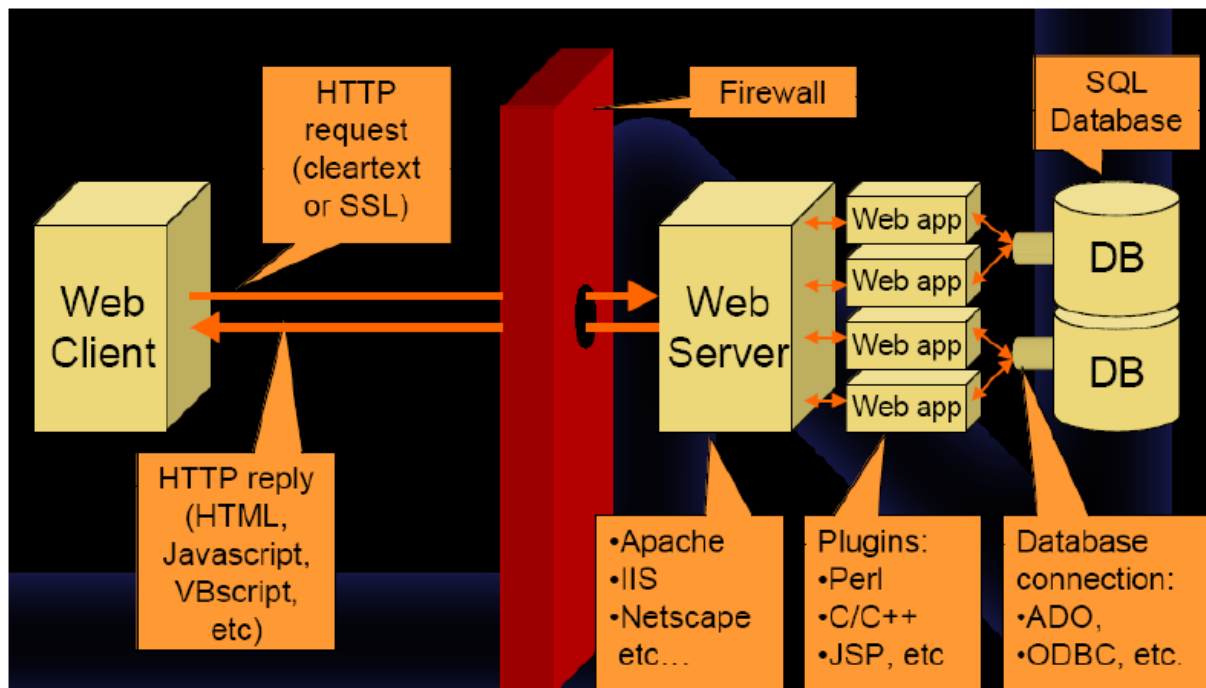 HTTP
request
(cleartext
or SSL)
Firewall
SQL
Database
Web
Client
Web
Server
Web app
Web app
Web app
Web app
DB
DB
HTTP reply
(HTML,
Javascript,
VBscript,
etc)
•Apache
•IIS
•Netscape
etc...
Plugins:
•Perl
•C/C++
•JSP, etc
Database
connection:
•ADO,
•ODBC, etc.